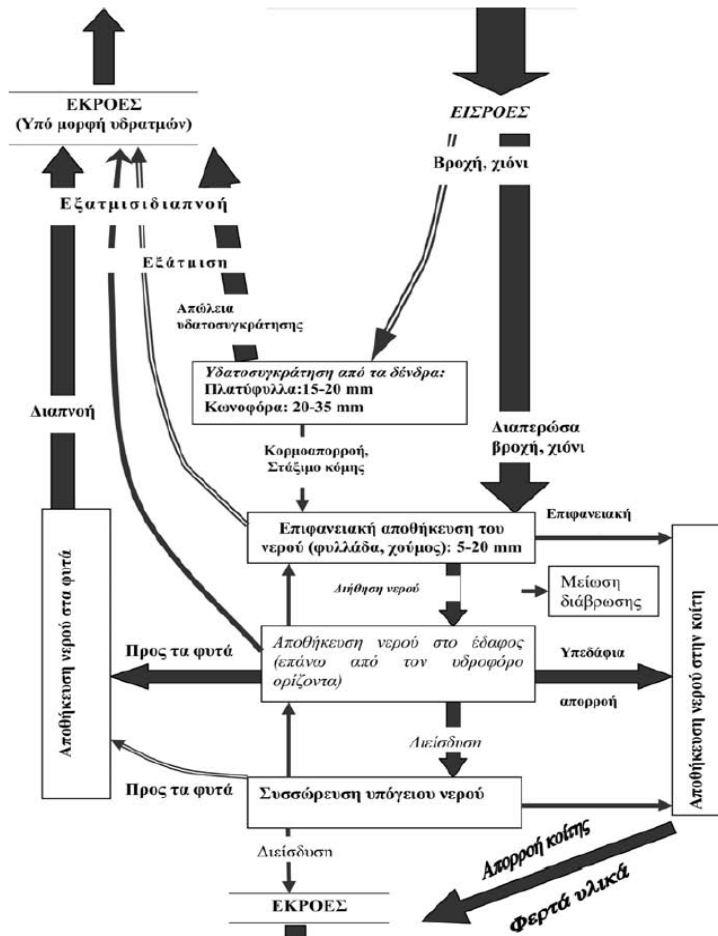 ΕΚΡΟΕΣ
(Υπό μορφή υδρατμών)
ΕΙΣΡΟΕΣ
Βροχή, χιόνι
Εξατμισιδιαπνοή
Εξάτμιση
Απώλεια
υδατοσυγκράτησης
Υδατοσυγκράτηση από τα δένδρα:
Πλατύφυλλα:15-20 mm
Κωνοφόρα: 20-35 mm
Διαπνοή
Διαπερώσα
βροχή, χιόνι
Κορμοαπορροή,
Στάξιμο κόμης
Επιφανειακή αποθήκευση του
νερού (φυλλάδα, χούμος): 5-20 mm
Επιφανειακή
Διήθηση νερού
Μείωση
διάβρωσης
Αποθήκευση νερού στα φυτά
Προς τα φυτά
Αποθήκευση νερού στο έδαφος
(επάνω από τον υδροφόρο
ορίζοντα)
Υπεδάφια
απορροή
Αποθήκευση νερού στην κοίτη
Διείσδυση
Προς τα φυτά
Συσσώρευση υπόγειου νερού
Διείσδυση
Απορροή κοίτης
Φερτά υλικά
ΕΚΡΟΕΣ